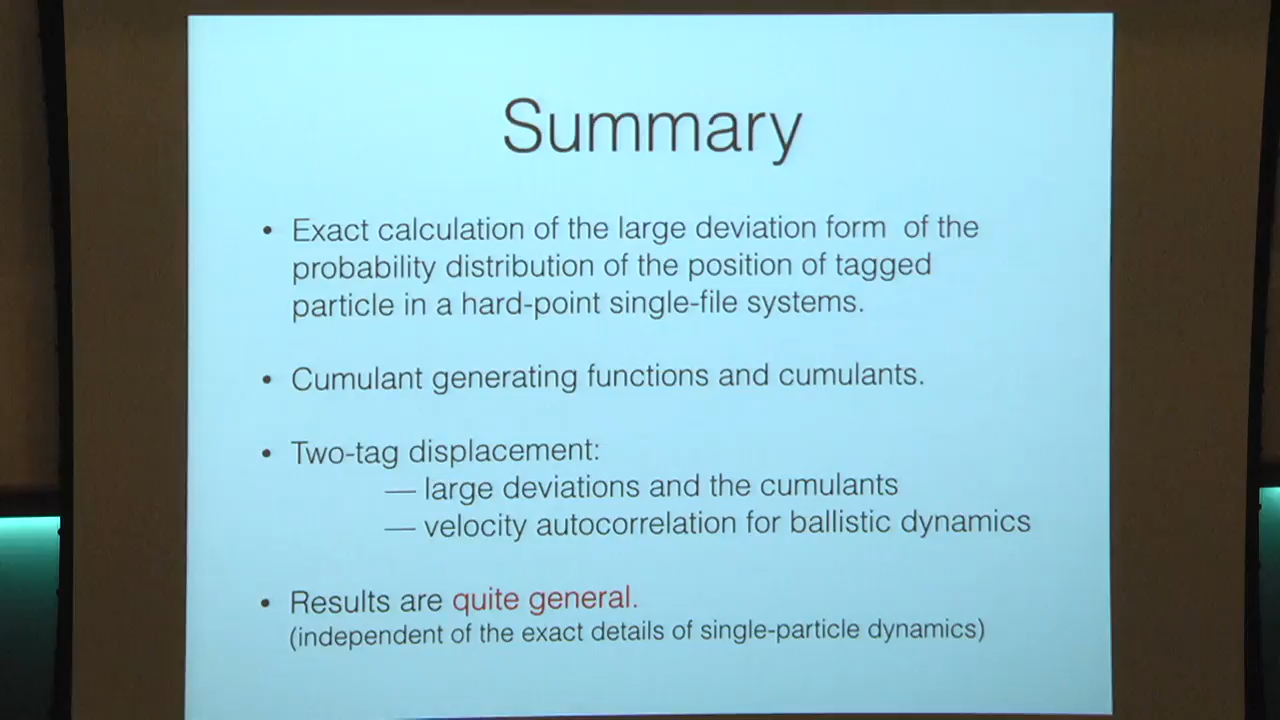 Summary
• Exact calculation of the large deviation form of the
probability distribution of the position of tagged
particle in a hard-point single-file systems.
• Cumulant generating functions and cumulants.
• Two-tag displacement:
— large deviations and the cumulants
— velocity autocorrelation for ballistic dynamics
• Results are quite general.
(independent of the exact details of single-particle dynamics)